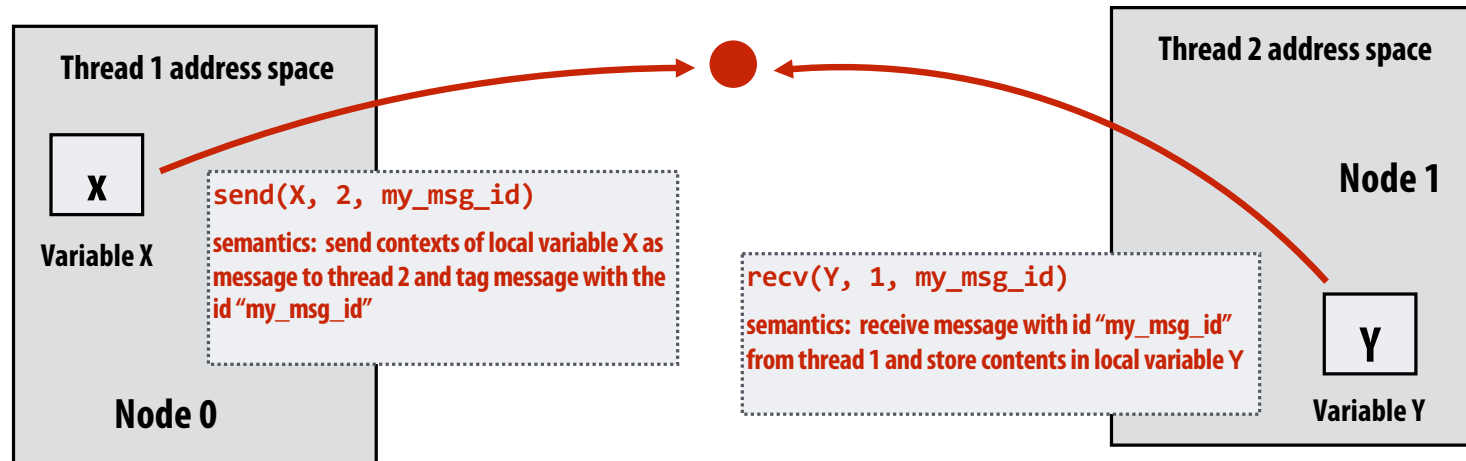 Thread 1 address space
x
Variable X
send(X, 2, my_msg_id)
semantics: send contexts of local variable X as
message to thread 2 and tag message with the
id “my_msg_id”
Node 0
Thread 2 address space
Node 1
recv(Y, 1, my_msg_id)
semantics: receive message with id “my_msg_id”
from thread 1 and store contents in local variable Y
Y
Variable Y